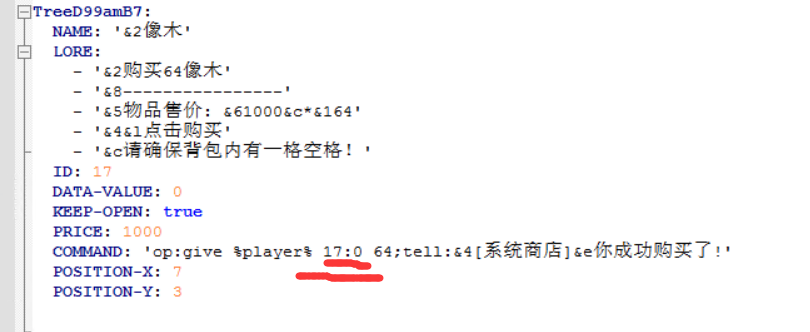 TreeD99amB7:
NAME: '&2像木'
LORE:
- '&2购买64像木'
- '&8----------------'
- '&5物品售价: &61000&c*&164'
- '&4&l点击购买'
- '&c请确保背包内有一格空格! '
ID: 17
DATA-VALUE: 0
KEEP-OPEN: true
PRICE: 1000
COMMAND: 'op:give %player% 17:0 64;tell:&4[系统商店]&e你成功购买了!'
POSITION-X: 7
POSITION-Y: 3